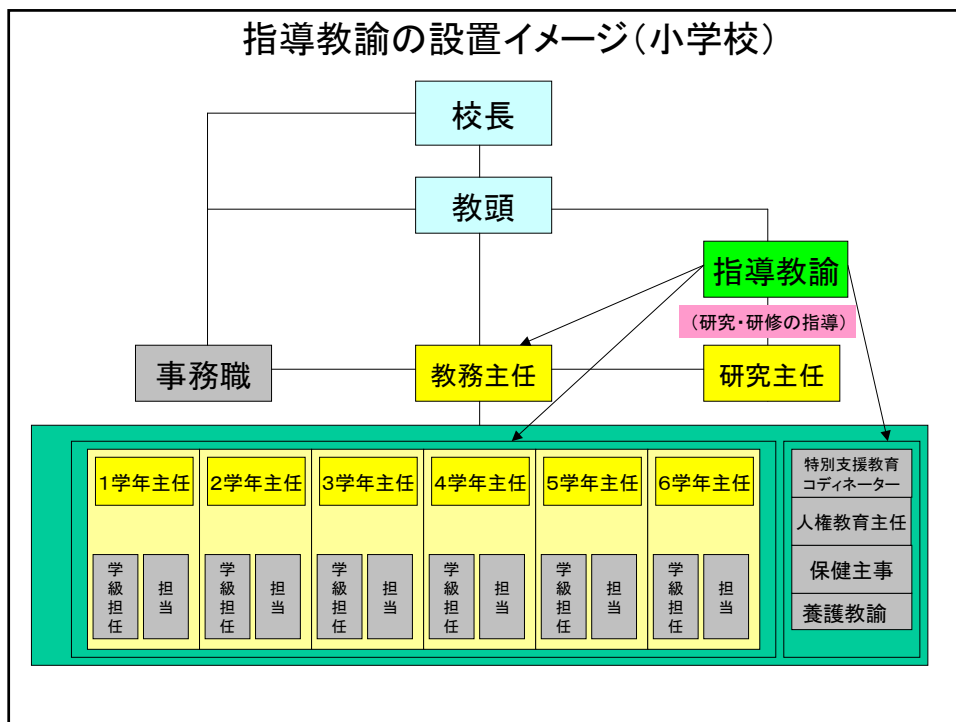 指導教諭の設置イメージ（小学校）
校長
教頭
指導教諭
（研究・研修の指導）
事務職
教務主任
研究主任
1学年主任
2学年主任
3学年主任
4学年主任
5学年主任
6学年主任
特別支援教育
コディネーター
人権教育主任
保健主事
養護教諭
学級担任
担当
学級担任
担当
学級担任
担当
学級担任
担当
学級担任
担当
学級担任
担当